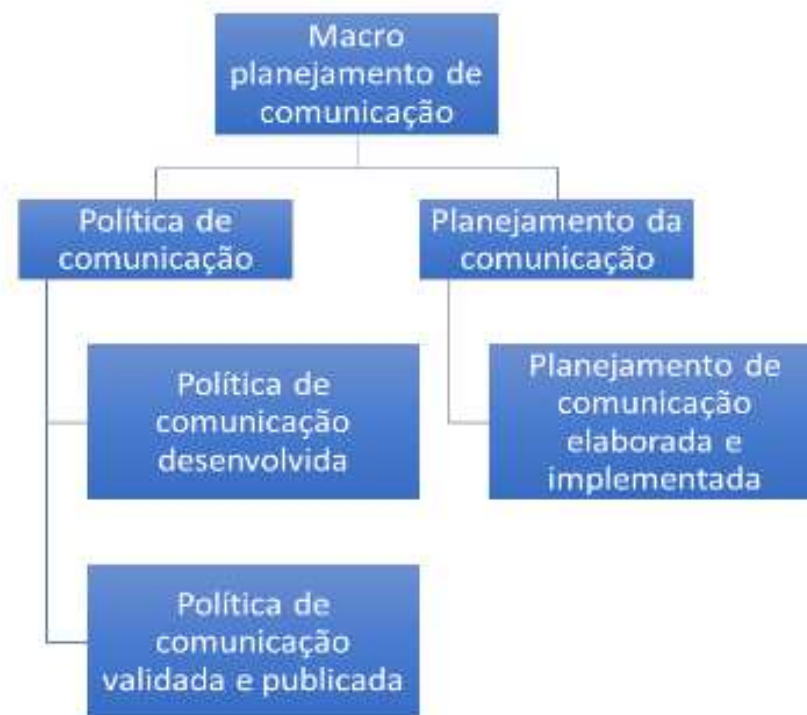 Macro
planejamento de
comunicação
Política de
comunicação
Planejamento da
comunicação
Política de
comunicação
desenvolvida
Planejamento de
comunicação
elaborada e
implementada
Política de
comunicação
validada e publicada